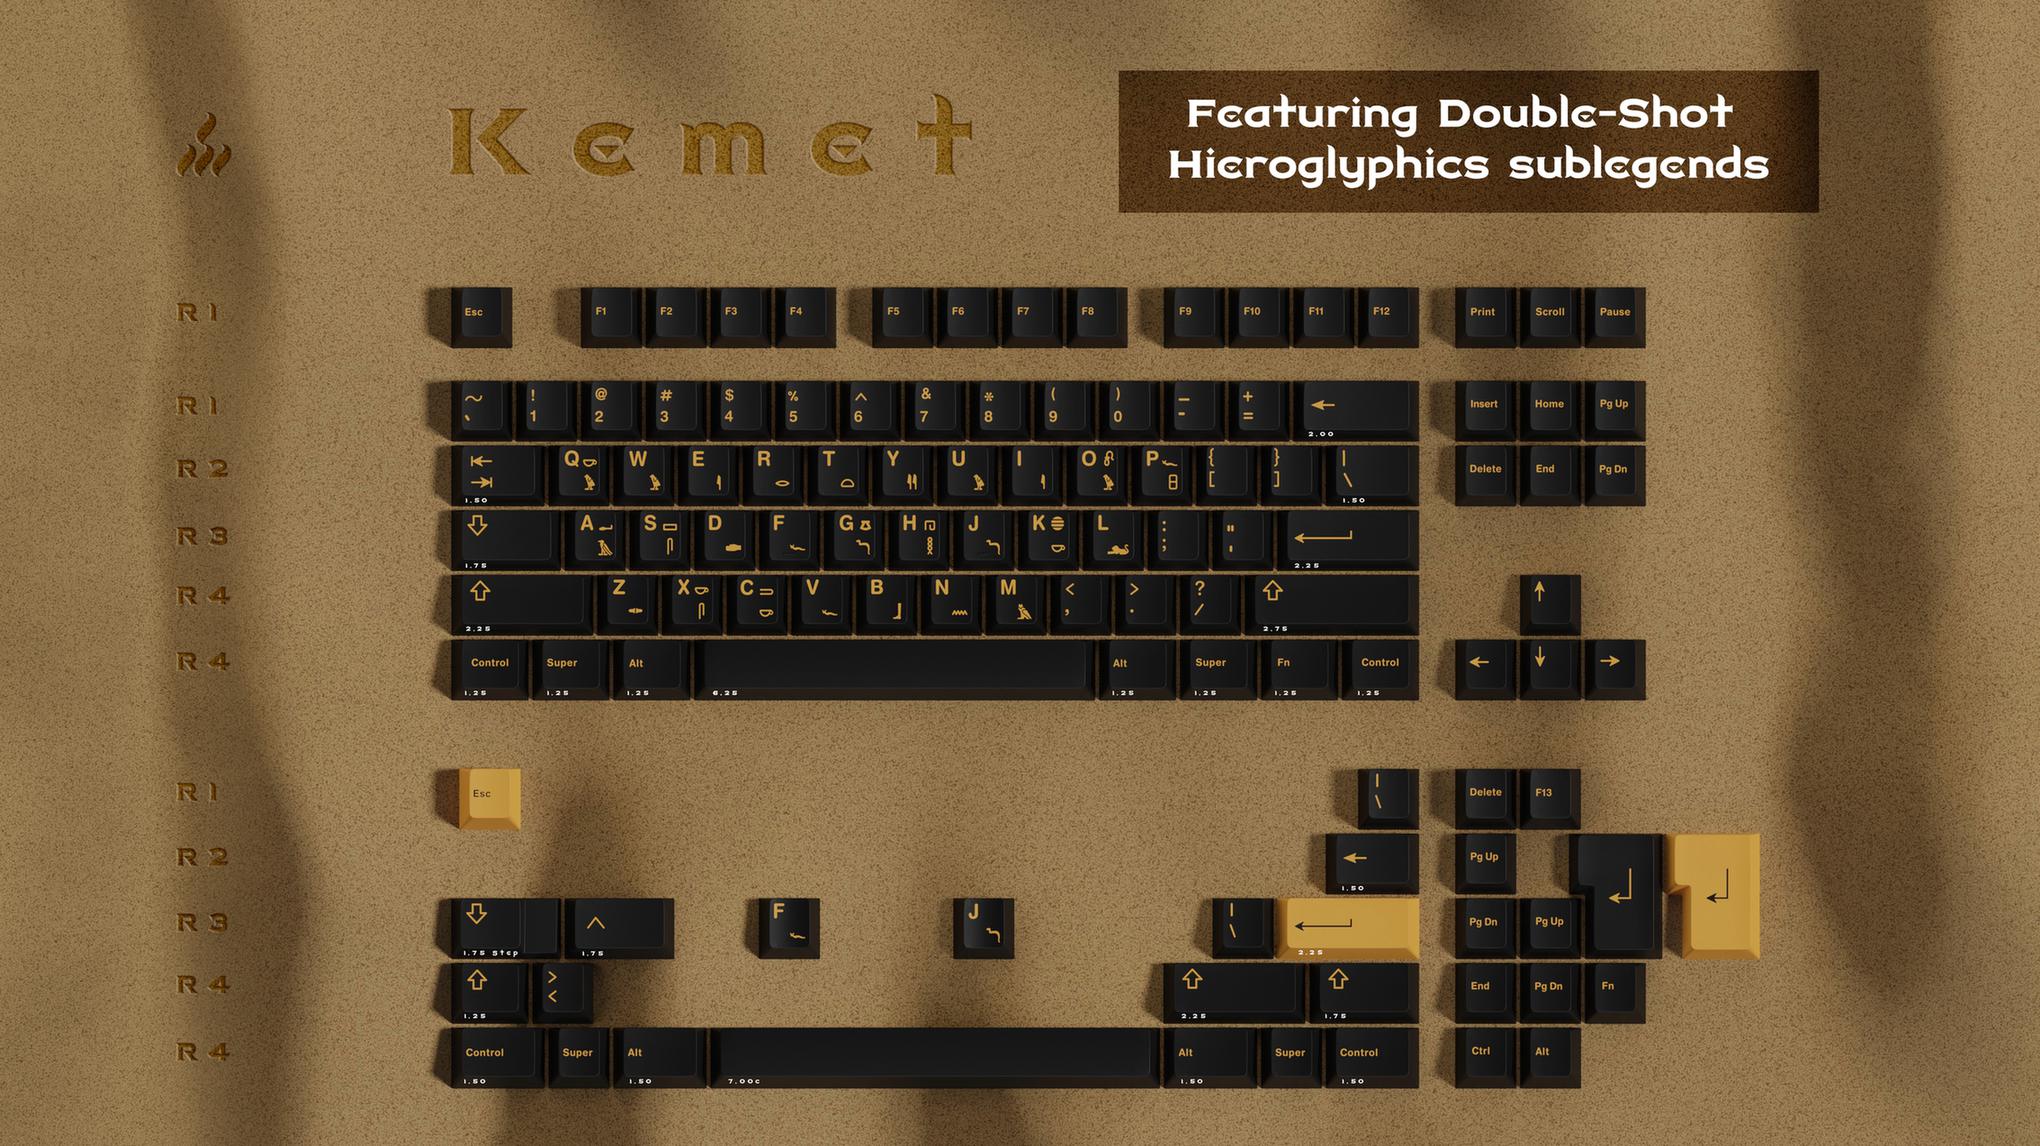 Kemet
Featuring Double-Shot
Hieroglyphics sublegends
R1 Esc F1 F2 F3 F4 F5 F6 F7 F8 F9 F10 F11 F12 Print Scroll Pause
R1 ~ ! @ # $ % ^ & * ( ) _ + ← Insert Home Pg Up
` 1 2 3 4 5 6 7 8 9 0 - =
2.00
R2 Q W E R T Y U I O P { } | Delete End Pg Dn
[ ] \
1.50 1.50
R3 A S D F G H J K L : " 
; '
1.75 2.25
R4 Z X C V B N M < > ? ↑
, . /
2.25 2.75
R4 Control Super Alt Alt Super Fn Control ← ↓ →
1.25 1.25 1.25 6.25 1.25 1.25 1.25 1.25
R1 Esc | Delete F13
\
R2 ← Pg Up
1.50
R3 ^ F J | Pg Dn Pg Up
\
1.75 Step 1.75 2.25
R4 > End Pg Dn Fn
<
1.25 2.25 1.75
R4 Control Super Alt Alt Super Control Ctrl Alt
1.50 1.50 7.00c 1.50 1.50